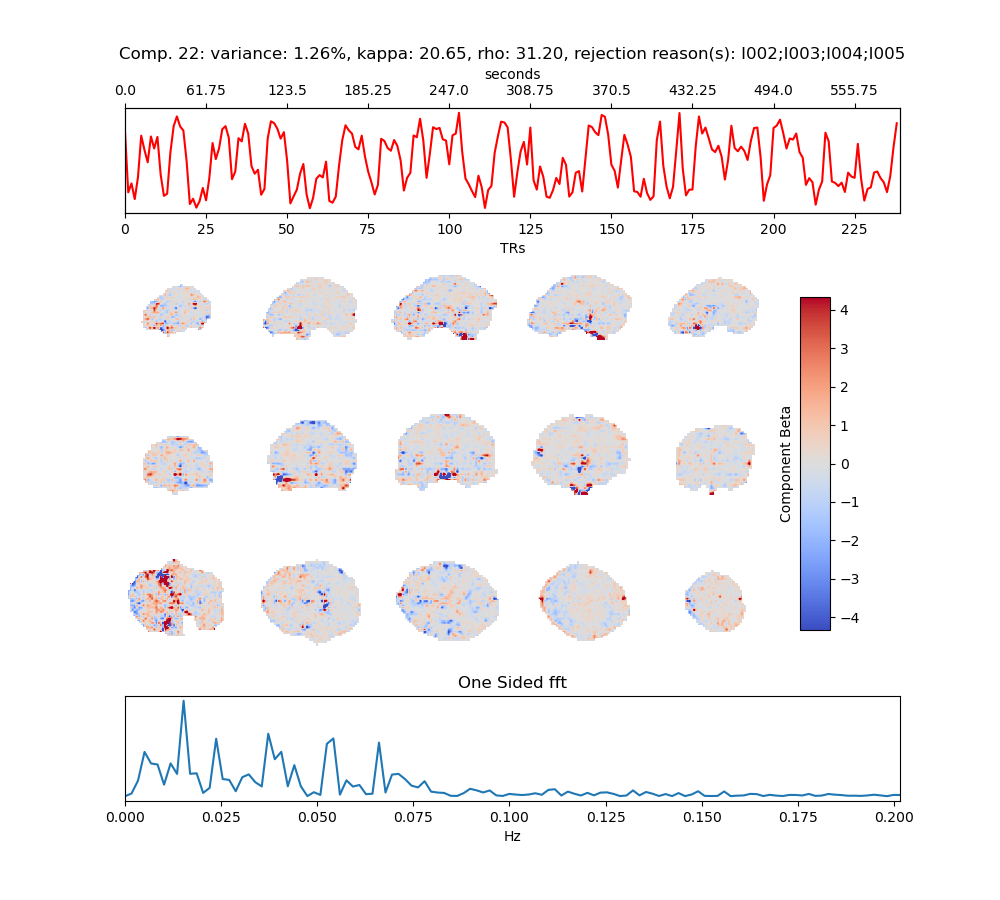 Comp. 22: variance: 1.26%, kappa: 20.65, rho: 31.20, rejection reason(s): I002;I003;I004;I005
seconds
0.0 61.75 123.5 185.25 247.0 308.75 370.5 432.25 494.0 555.75
0 25 50 75 100 125 150 175 200 225
TRs
4
3
2
1
0
−1
−2
−3
−4
Component Beta
One Sided fft
0.000 0.025 0.050 0.075 0.100 0.125 0.150 0.175 0.200
Hz